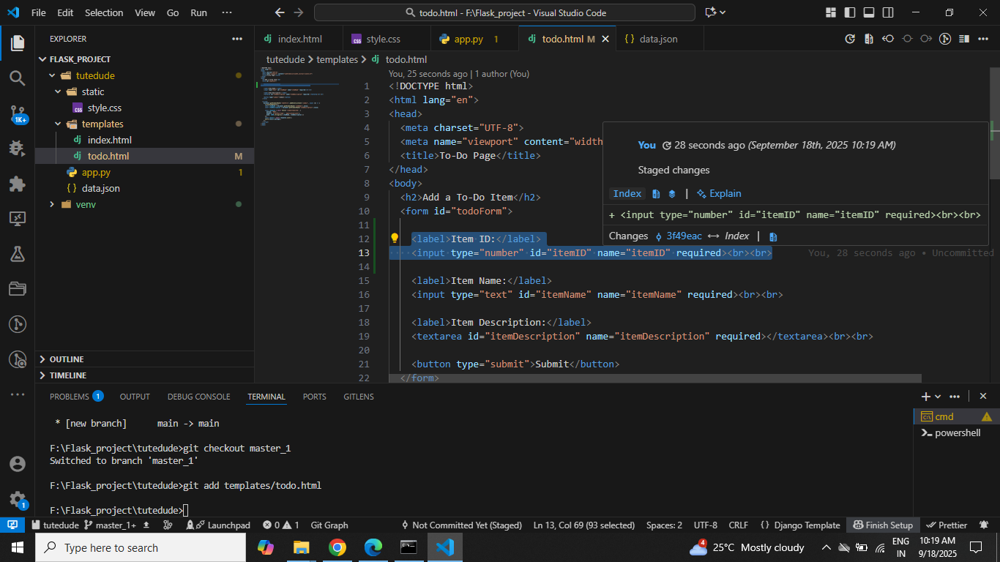 File Edit Selection View Go Run ···
todo.html - F:\Flask_project - Visual Studio Code
EXPLORER ···
FLASK_PROJECT
tutedude
static
style.css
templates
index.html
todo.html M
app.py 1
data.json
venv
OUTLINE
TIMELINE
1K+
1
index.html style.css app.py 1 todo.html M data.json
tutedude > templates > todo.html
You, 25 seconds ago | 1 author (You)
1 <!DOCTYPE html>
2 <html lang="en">
3 <head>
4 <meta charset="UTF-8">
5 <meta name="viewport" content="width
6 <title>To-Do Page</title>
7 </head>
8 <body>
9 <h2>Add a To-Do Item</h2>
10 <form id="todoForm">
11
12 <label>Item ID:</label>
13 <input type="number" id="itemID" name="itemID" required><br><br> You, 28 seconds ago • Uncommitted
14
15 <label>Item Name:</label>
16 <input type="text" id="itemName" name="itemName" required><br><br>
17
18 <label>Item Description:</label>
19 <textarea id="itemDescription" name="itemDescription" required></textarea><br><br>
20
21 <button type="submit">Submit</button>
22 </form>
You 28 seconds ago (September 18th, 2025 10:19 AM)
Staged changes
Index | Explain
+ <input type="number" id="itemID" name="itemID" required><br><br>
Changes 3f49eac ↔ Index |
PROBLEMS 1 OUTPUT DEBUG CONSOLE TERMINAL PORTS GITLENS
* [new branch] main -> main
F:\Flask_project\tutedude>git checkout master_1
Switched to branch 'master_1'
F:\Flask_project\tutedude>git add templates/todo.html
F:\Flask_project\tutedude>
cmd
powershell
tutedude master_1+ Launchpad 0 1 Git Graph Not Committed Yet (Staged) Ln 13, Col 69 (93 selected) Spaces: 2 UTF-8 CRLF Django Template Finish Setup Prettier
Type here to search
4
25°C Mostly cloudy
ENG
IN
10:19 AM
9/18/2025